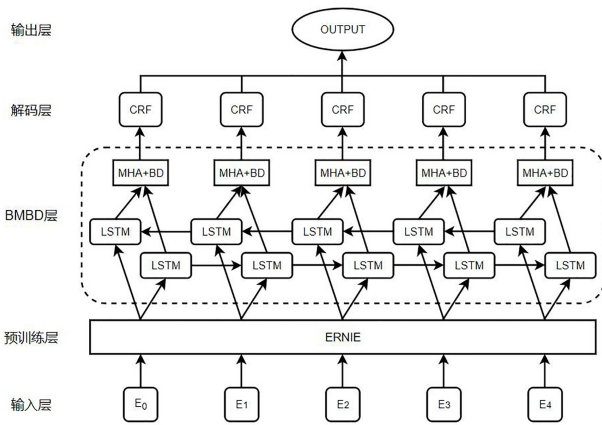 输出层 OUTPUT
解码层 CRF CRF CRF CRF CRF
MHA+BD MHA+BD MHA+BD MHA+BD MHA+BD
BMBD层
LSTM LSTM LSTM LSTM LSTM
LSTM LSTM LSTM LSTM LSTM
预训练层 ERNIE
输入层 E0 E1 E2 E3 E4